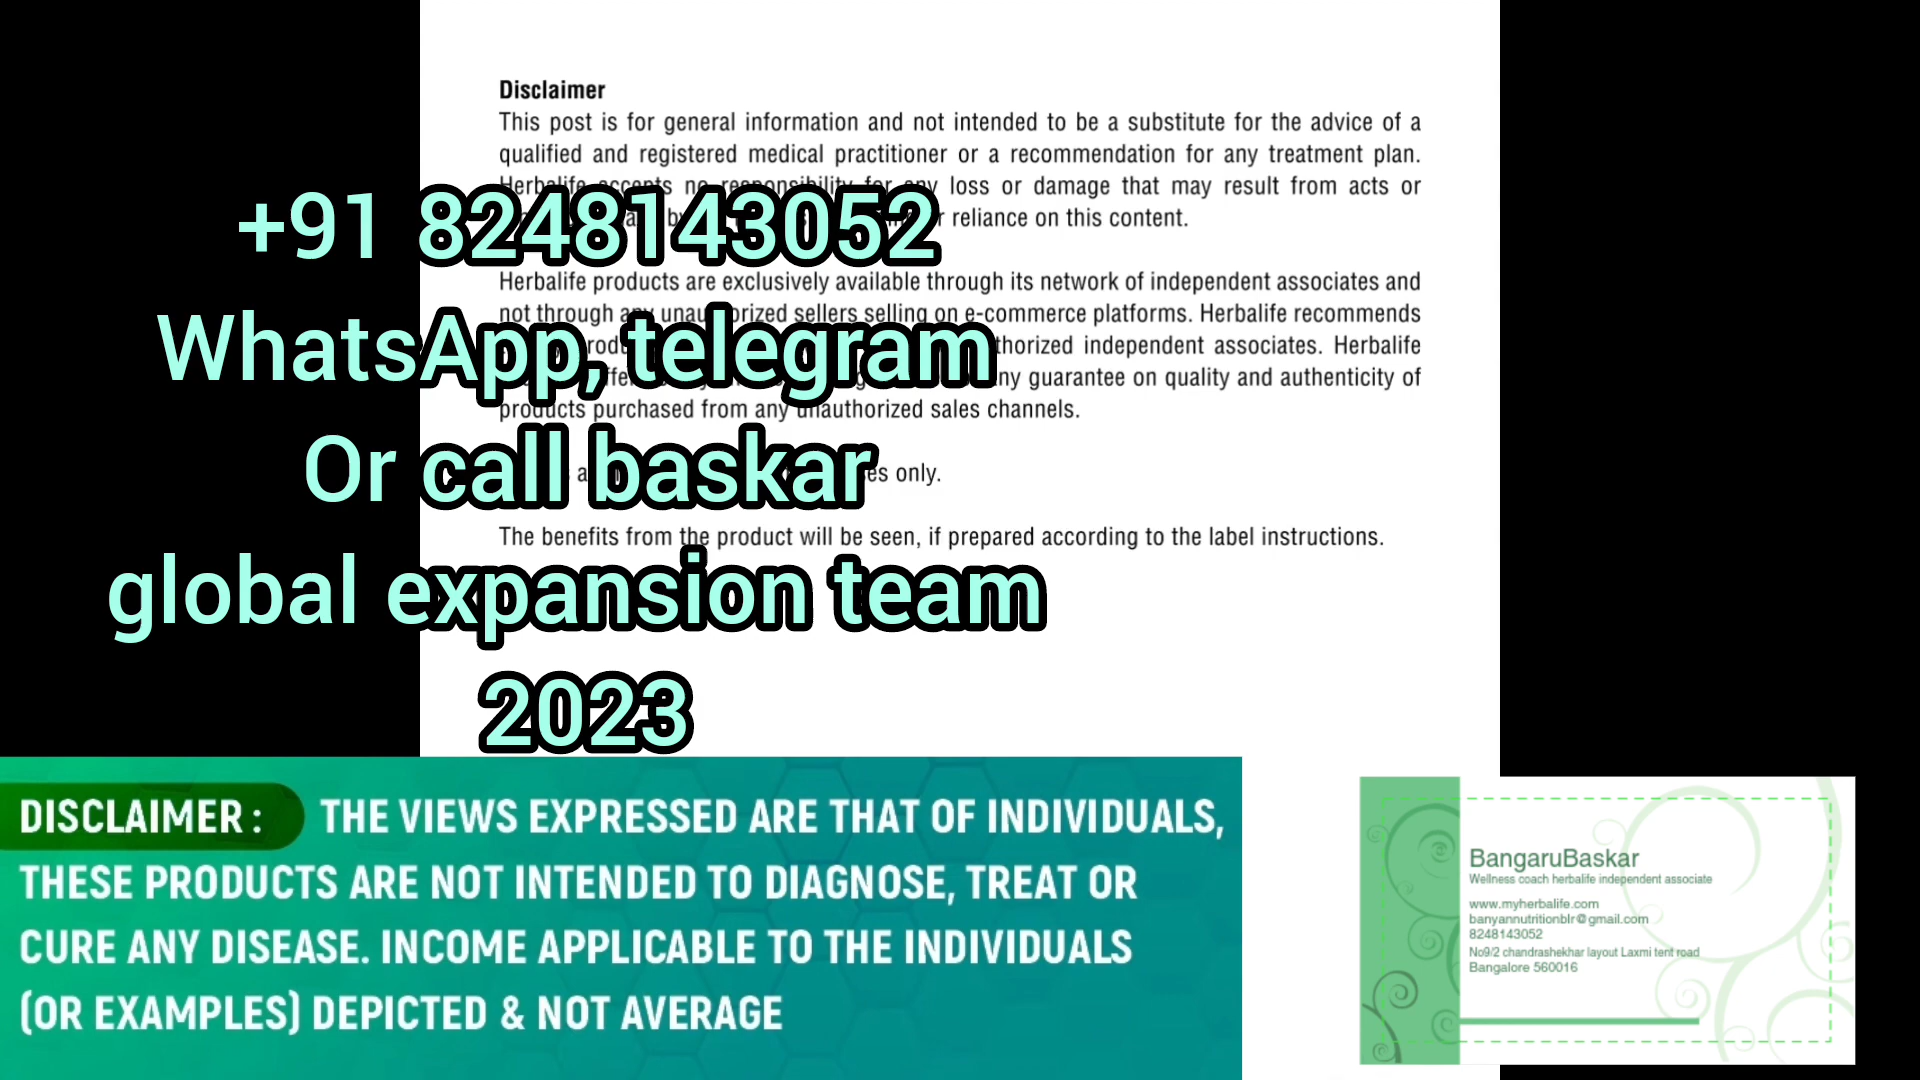 Disclaimer
This post is for general information and not intended to be a substitute for the advice of a
qualified and registered medical practitioner or a recommendation for any treatment plan.
Herbalife accepts no responsibility for any loss or damage that may result from acts or
reliance on this content.
Herbalife products are exclusively available through its network of independent associates and
not through any unauthorized sellers selling on e-commerce platforms. Herbalife recommends
independent associates. Herbalife
guarantee on quality and authenticity of
products purchased from any unauthorized sales channels.
only.
The benefits from the product will be seen, if prepared according to the label instructions.
+91 8248143052
WhatsApp, telegram
Or call baskar
global expansion team
2023
DISCLAIMER : THE VIEWS EXPRESSED ARE THAT OF INDIVIDUALS,
THESE PRODUCTS ARE NOT INTENDED TO DIAGNOSE, TREAT OR
CURE ANY DISEASE. INCOME APPLICABLE TO THE INDIVIDUALS
(OR EXAMPLES) DEPICTED & NOT AVERAGE
BangaruBaskar
Wellness coach herbalife independent associate
www.myherbalife.com
banyannutritionblr@gmail.com
8248143052
No9/2 chandrashekhar layout Laxmi tent road
Bangalore 560016